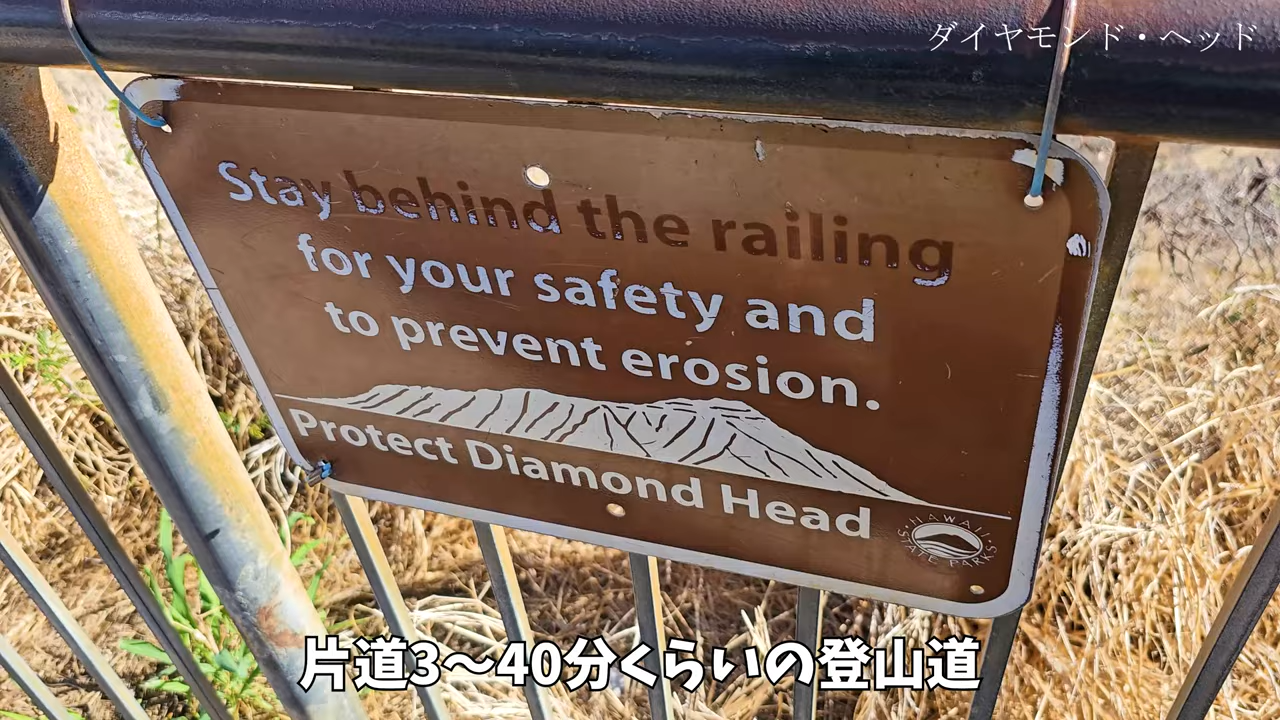 ダイヤモンド・ヘッド
Stay behind the railing
for your safety and
to prevent erosion.
Protect Diamond Head
HAWAII
STATE PARKS
片道3〜40分くらいの登山道